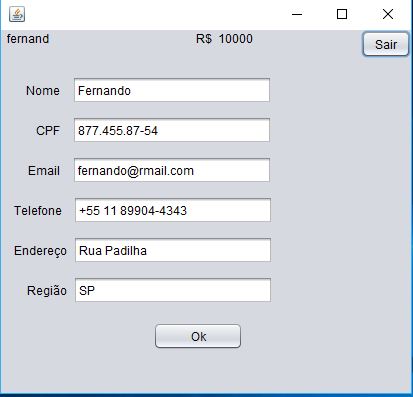 fernand R$ 10000 Sair
Nome Fernando
CPF 877.455.87-54
Email fernando@rmail.com
Telefone +55 11 89904-4343
Endereço Rua Padilha
Região SP
Ok